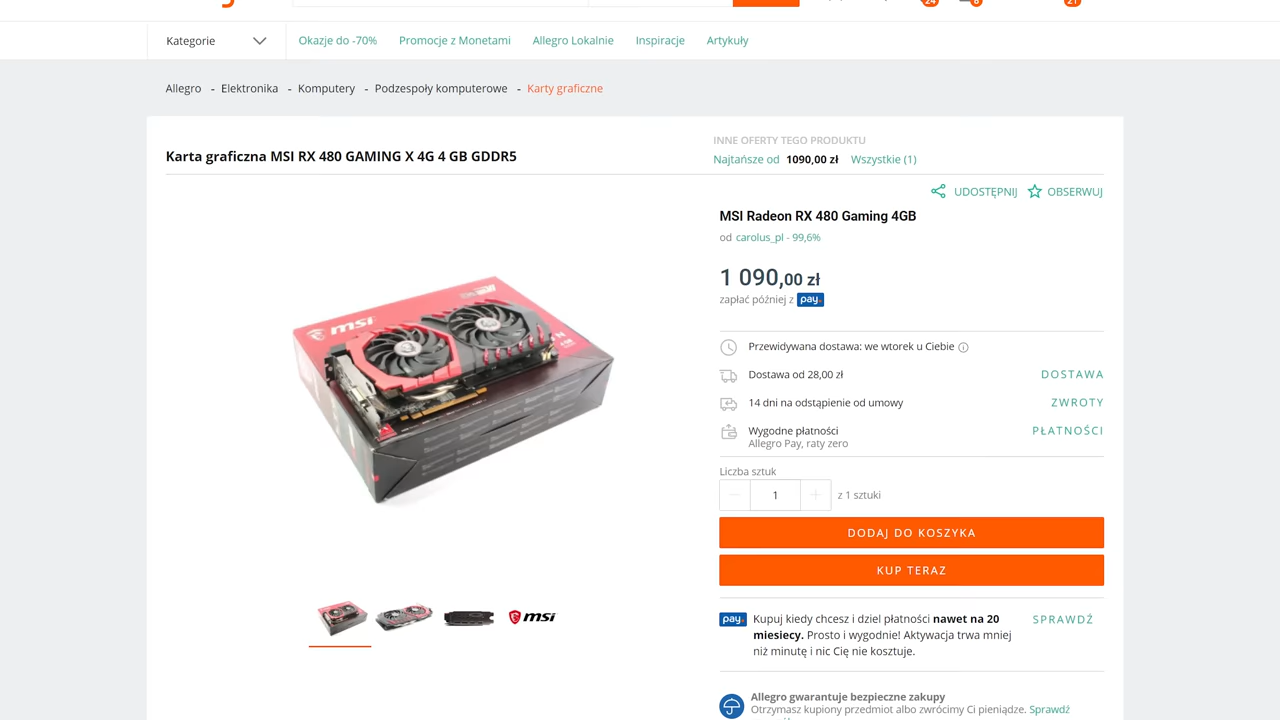 24
8
21
Kategorie
Okazje do -70%
Promocje z Monetami
Allegro Lokalnie
Inspiracje
Artykuły
Allegro - Elektronika - Komputery - Podzespoły komputerowe - Karty graficzne
Karta graficzna MSI RX 480 GAMING X 4G 4 GB GDDR5
INNE OFERTY TEGO PRODUKTU
Najtańsze od 1090,00 zł Wszystkie (1)
UDOSTĘPNIJ
OBSERWUJ
MSI Radeon RX 480 Gaming 4GB
od carolus_pl - 99,6%
1 090,00 zł
zapłać później z pay
msi
Przewidywana dostawa: we wtorek u Ciebie
Dostawa od 28,00 zł
DOSTAWA
14 dni na odstąpienie od umowy
ZWROTY
Wygodne płatności
PŁATNOŚCI
Allegro Pay, raty zero
Liczba sztuk
1
z 1 sztuki
DODAJ DO KOSZYKA
KUP TERAZ
msi
pay
Kupuj kiedy chcesz i dziel płatności nawet na 20
miesiecy. Prosto i wygodnie! Aktywacja trwa mniej
niż minutę i nic Cię nie kosztuje.
SPRAWDŹ
Allegro gwarantuje bezpieczne zakupy
Otrzymasz kupiony przedmiot albo zwrócimy Ci pieniądze. Sprawdź